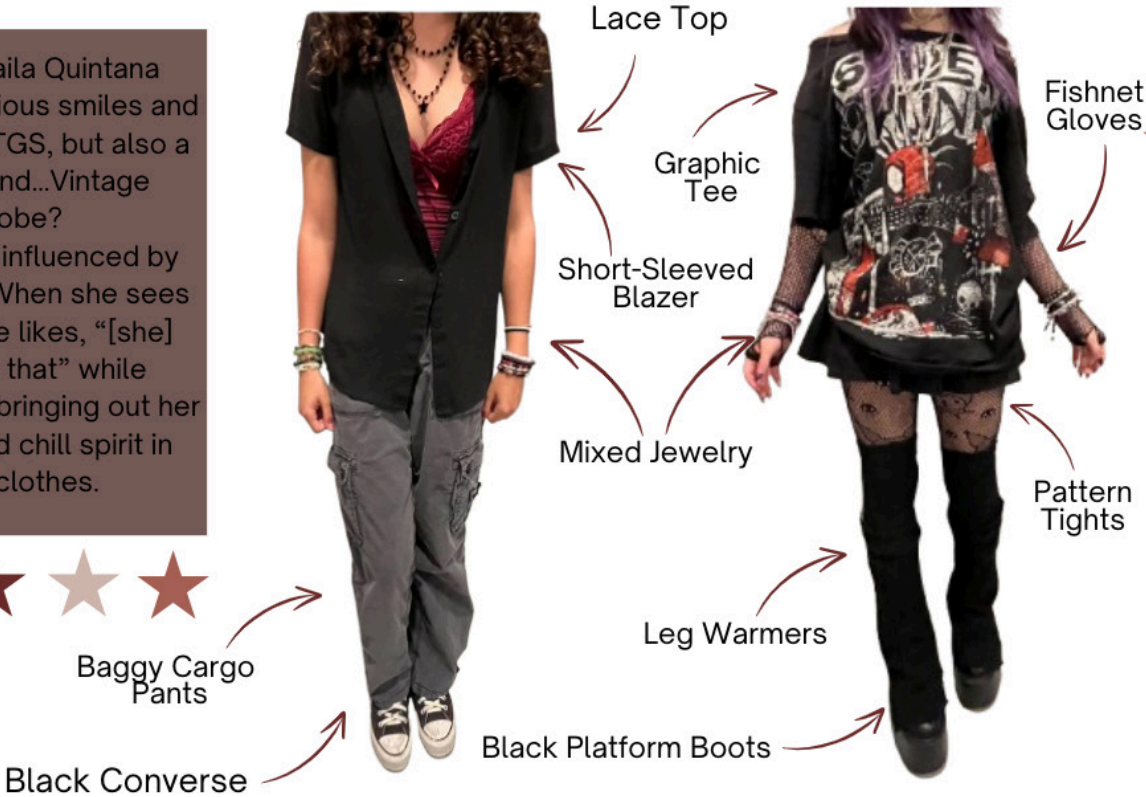 aila Quintana
ious smiles and
TGS, but also a
nd...Vintage
obe?
influenced by
When she sees
e likes, “[she]
that” while
bringing out her
d chill spirit in
clothes.
Lace Top
Graphic
Tee
Fishnet
Gloves
Short-Sleeved
Blazer
Mixed Jewelry
Pattern
Tights
Leg Warmers
Baggy Cargo
Pants
Black Platform Boots
Black Converse